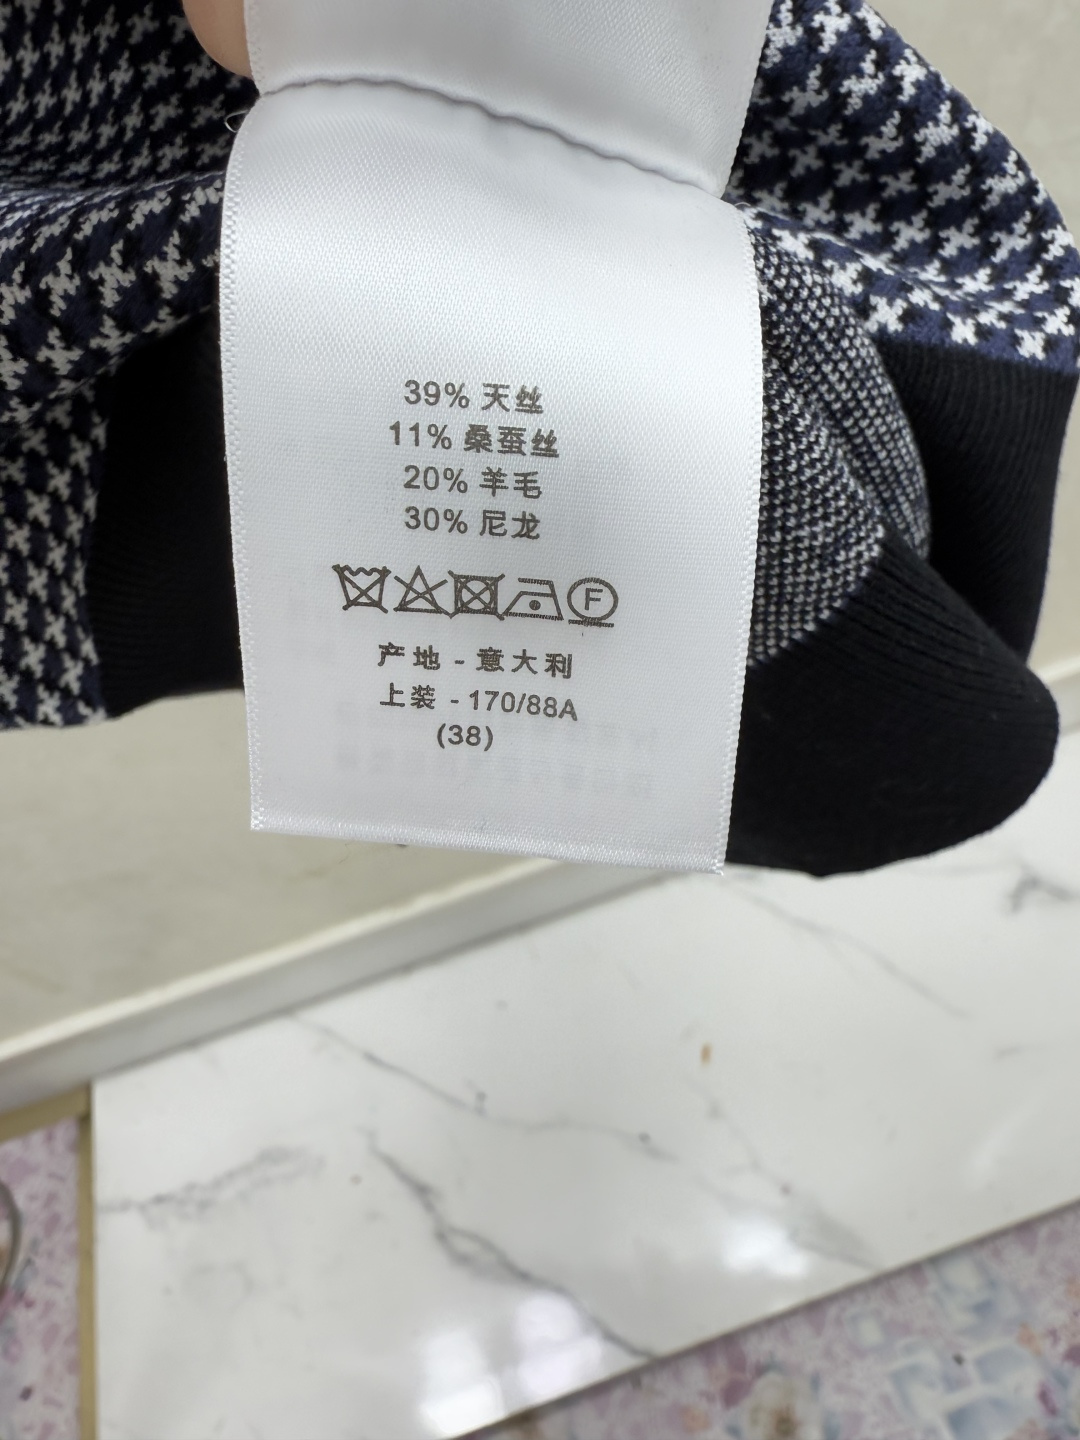 39% 天丝
11% 桑蚕丝
20% 羊毛
30% 尼龙
F
产地 - 意大利
上装 - 170/88A
(38)